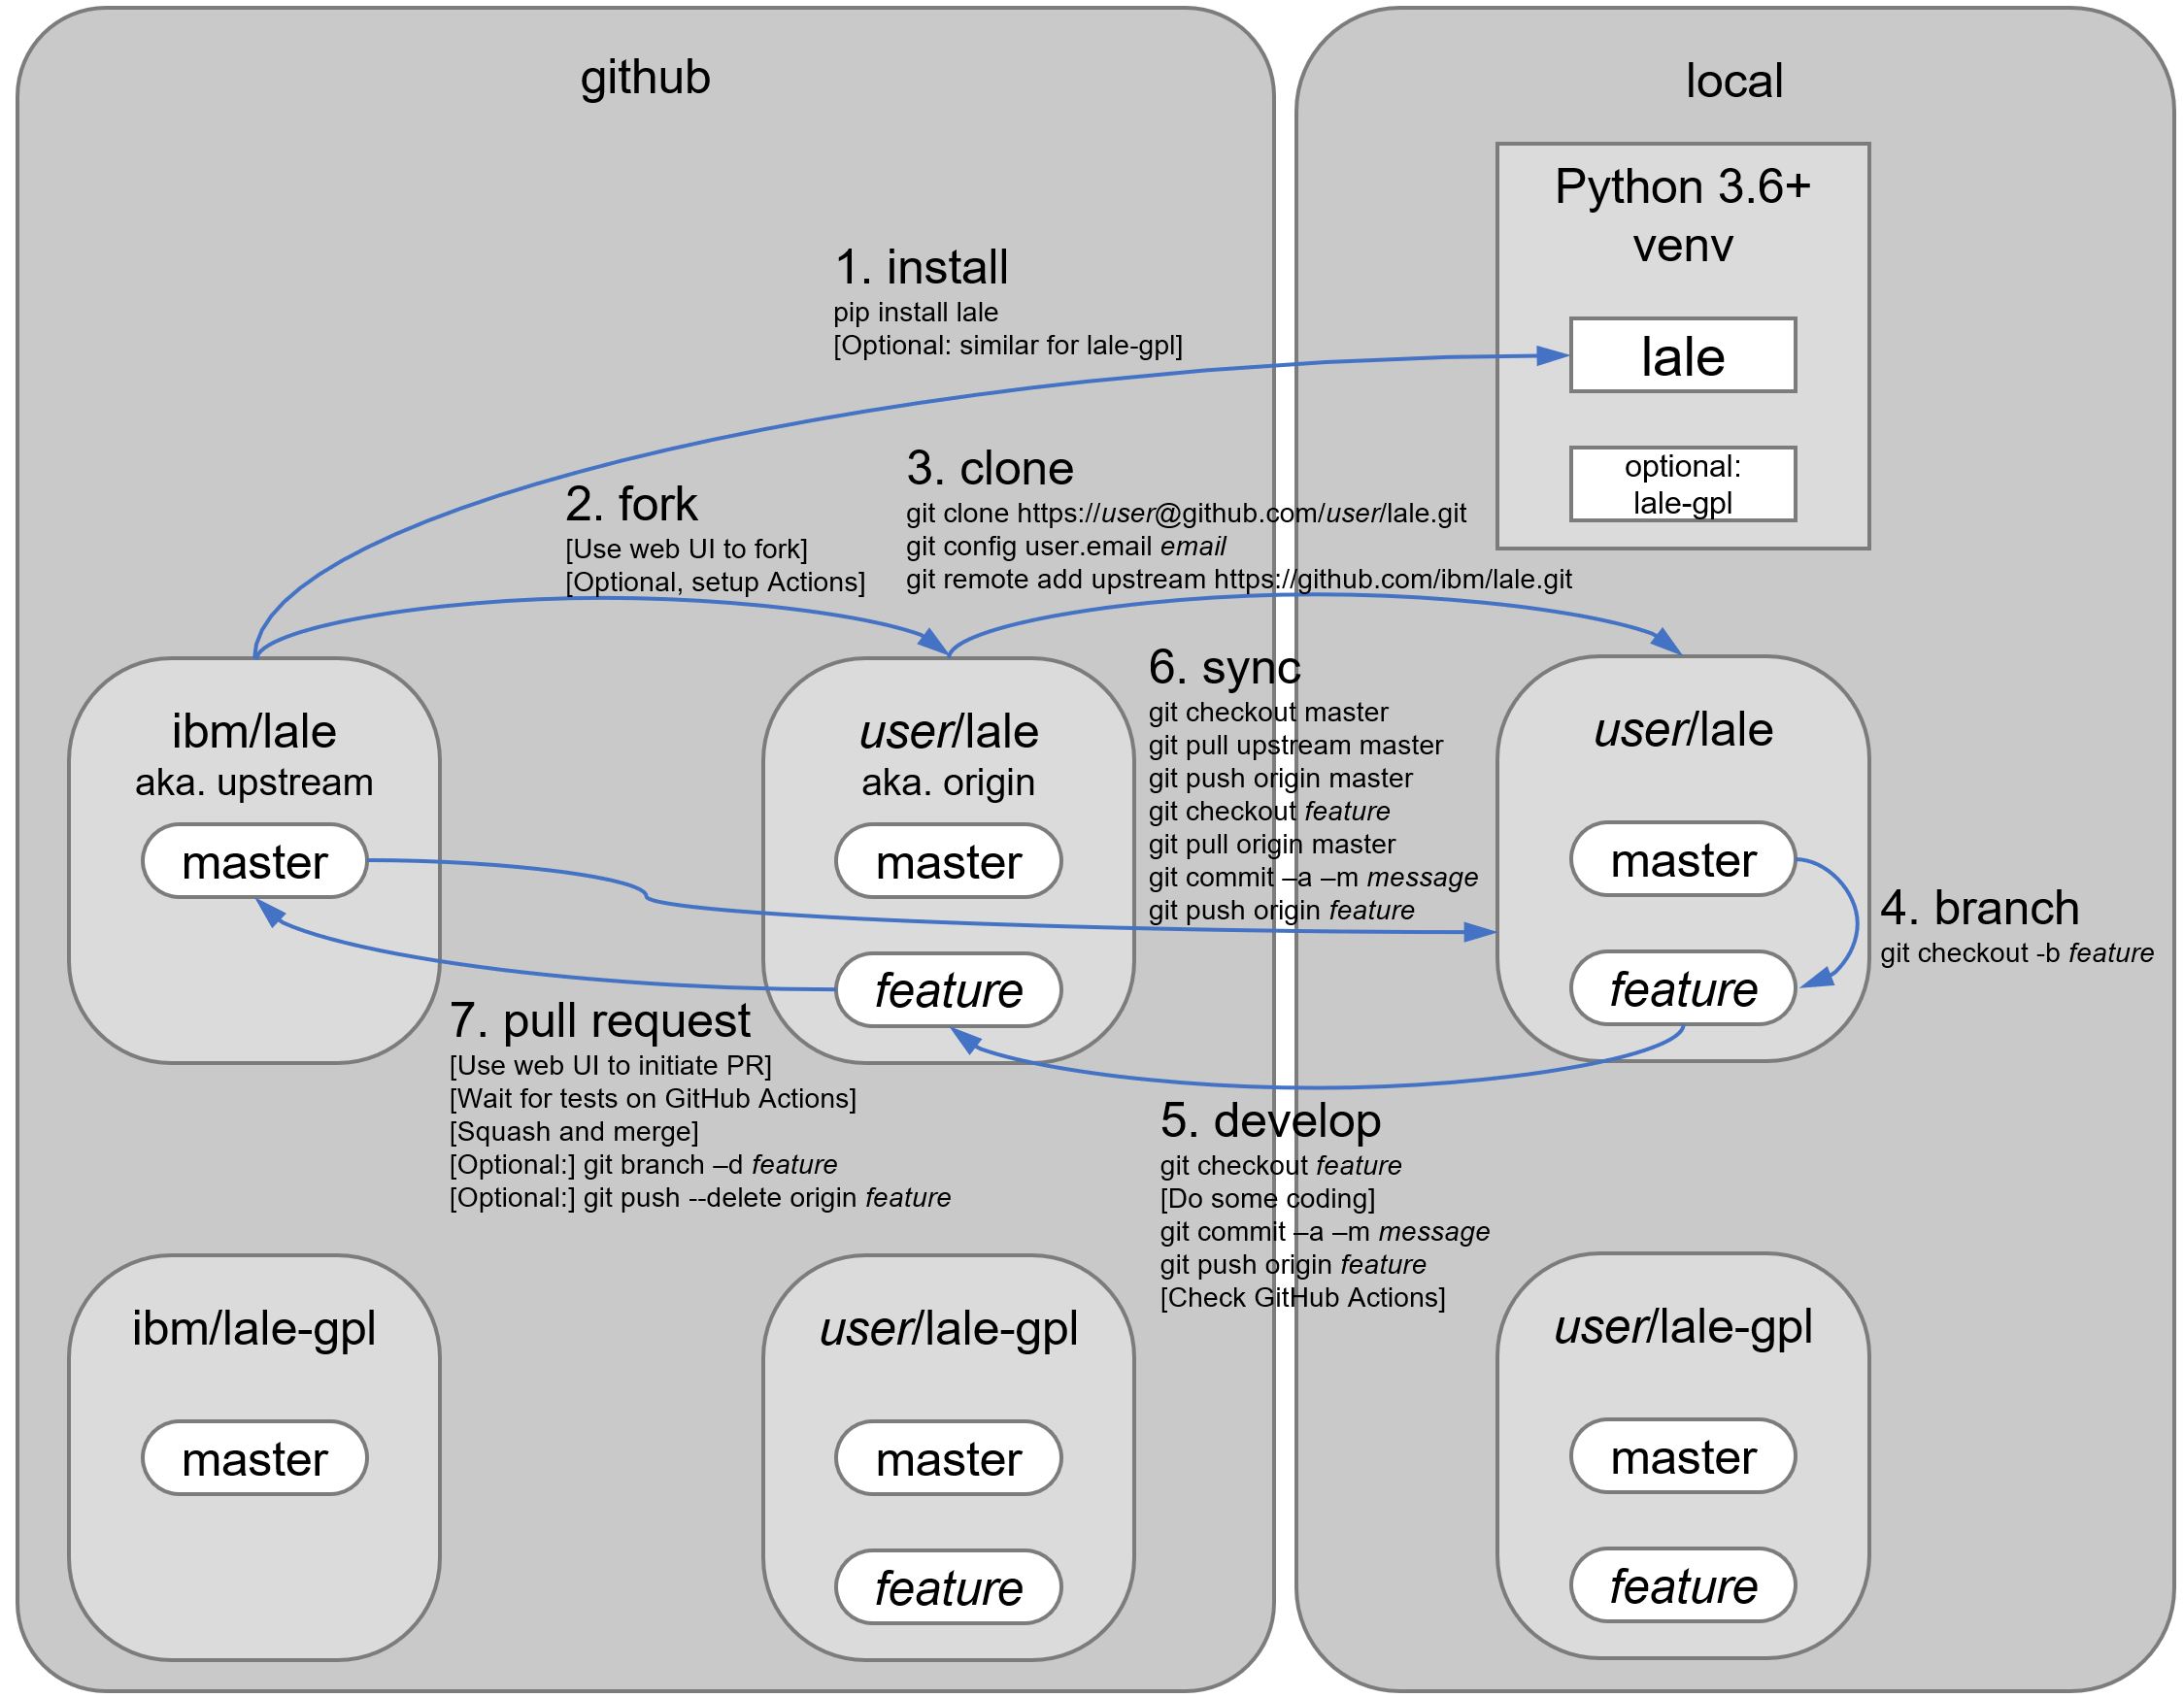 github
local
Python 3.6+
venv
lale
optional:
lale-gpl
1. install
pip install lale
[Optional: similar for lale-gpl]
2. fork
[Use web UI to fork]
[Optional, setup Actions]
3. clone
git clone https://user@github.com/user/lale.git
git config user.email email
git remote add upstream https://github.com/ibm/lale.git
ibm/lale
aka. upstream
master
user/lale
aka. origin
master
feature
6. sync
git checkout master
git pull upstream master
git push origin master
git checkout feature
git pull origin master
git commit –a –m message
git push origin feature
user/lale
master
feature
4. branch
git checkout -b feature
7. pull request
[Use web UI to initiate PR]
[Wait for tests on GitHub Actions]
[Squash and merge]
[Optional:] git branch –d feature
[Optional:] git push --delete origin feature
5. develop
git checkout feature
[Do some coding]
git commit –a –m message
git push origin feature
[Check GitHub Actions]
ibm/lale-gpl
master
user/lale-gpl
master
feature
user/lale-gpl
master
feature